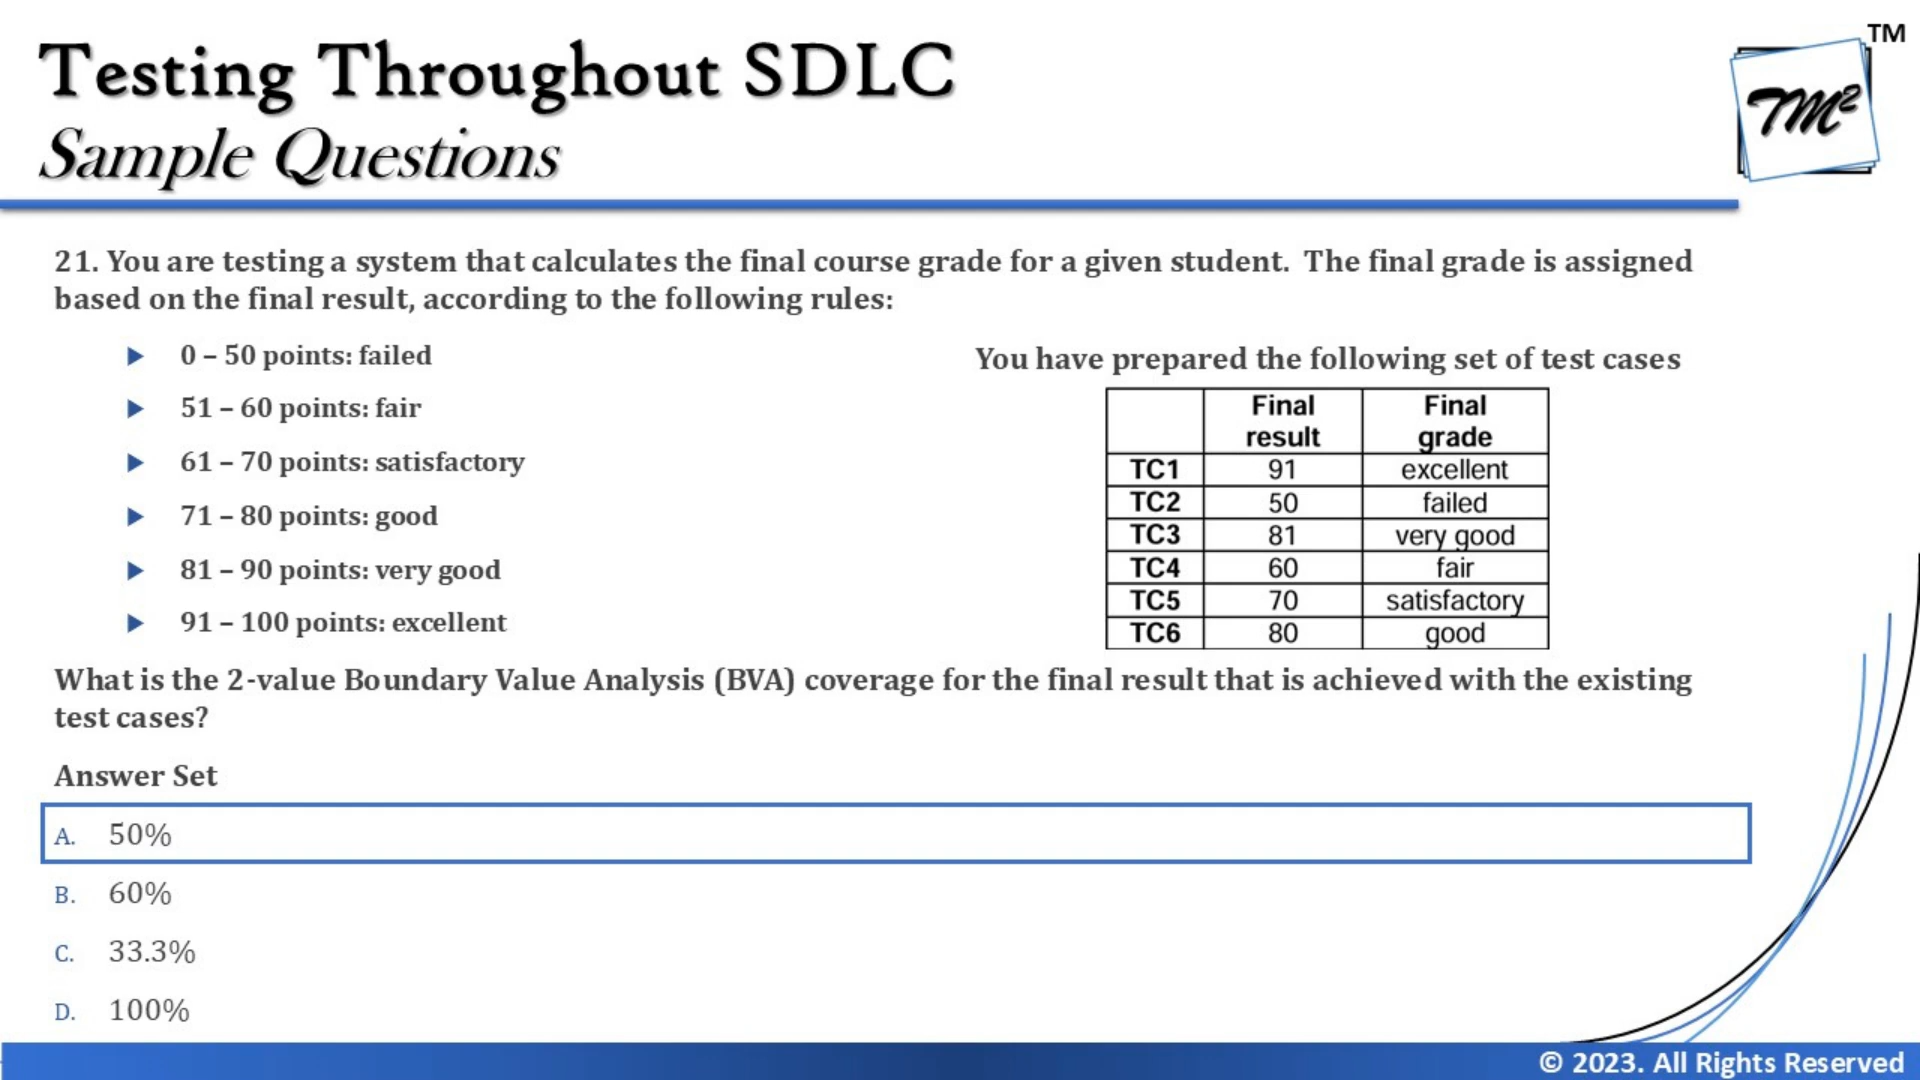 Testing Throughout SDLC
Sample Questions
TM
TM²
21. You are testing a system that calculates the final course grade for a given student. The final grade is assigned
based on the final result, according to the following rules:
0 – 50 points: failed
51 – 60 points: fair
61 – 70 points: satisfactory
71 – 80 points: good
81 – 90 points: very good
91 – 100 points: excellent
You have prepared the following set of test cases
Final result Final grade
TC1 91 excellent
TC2 50 failed
TC3 81 very good
TC4 60 fair
TC5 70 satisfactory
TC6 80 good
What is the 2-value Boundary Value Analysis (BVA) coverage for the final result that is achieved with the existing
test cases?
Answer Set
A. 50%
B. 60%
C. 33.3%
D. 100%
© 2023. All Rights Reserved